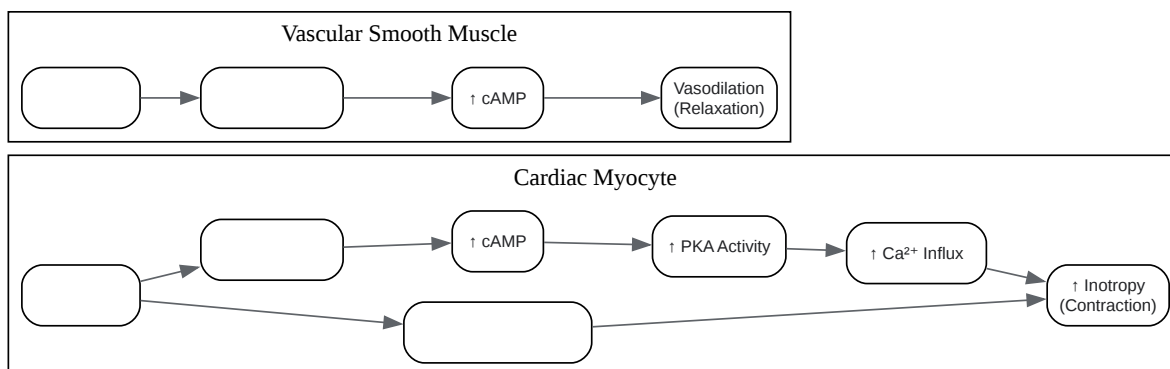 Vascular Smooth Muscle
↑ cAMP
Vasodilation
(Relaxation)
Cardiac Myocyte
↑ cAMP
↑ PKA Activity
↑ Ca²⁺ Influx
↑ Inotropy
(Contraction)